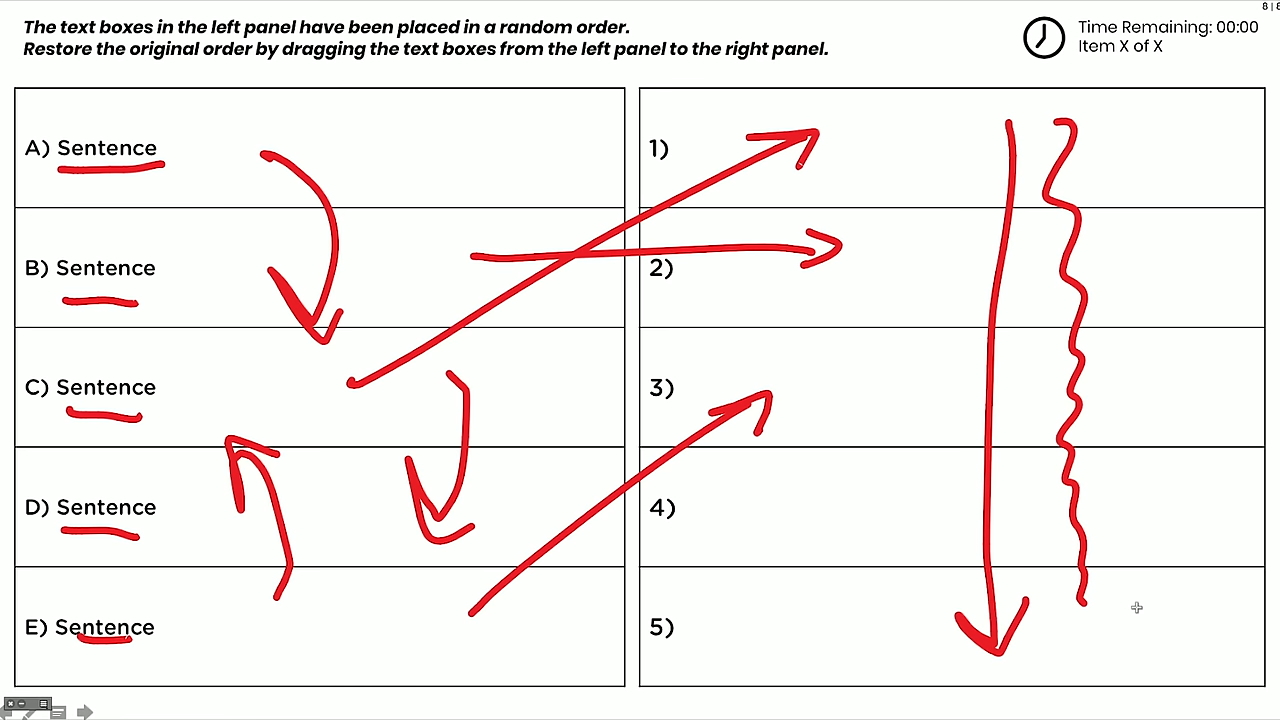 8 | 8
The text boxes in the left panel have been placed in a random order.
Restore the original order by dragging the text boxes from the left panel to the right panel.
Time Remaining: 00:00
Item X of X
A) Sentence
B) Sentence
C) Sentence
D) Sentence
E) Sentence
1)
2)
3)
4)
5)